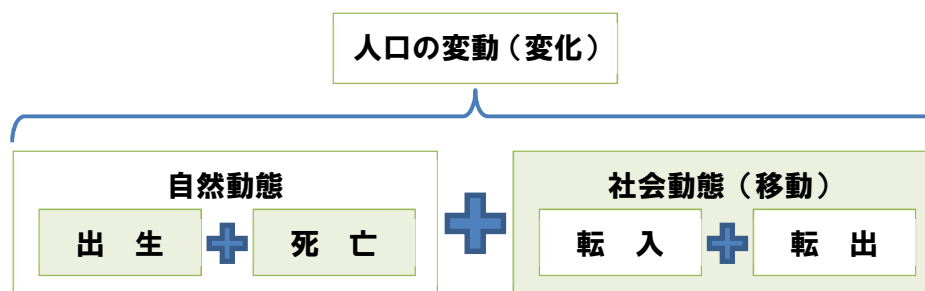 人口の変動（変化）
自然動態
出　生
死　亡
社会動態（移動）
転　入
転　出